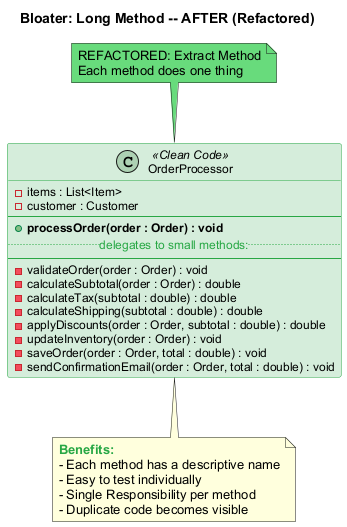 Bloater: Long Method -- AFTER (Refactored)
REFACTORED: Extract Method
Each method does one thing
C
«Clean Code»
OrderProcessor
items : List<Item>
customer : Customer
processOrder(order : Order) : void
delegates to small methods:
validateOrder(order : Order) : void
calculateSubtotal(order : Order) : double
calculateTax(subtotal : double) : double
calculateShipping(subtotal : double) : double
applyDiscounts(order : Order, subtotal : double) : double
updateInventory(order : Order) : void
saveOrder(order : Order, total : double) : void
sendConfirmationEmail(order : Order, total : double) : void
Benefits:
- Each method has a descriptive name
- Easy to test individually
- Single Responsibility per method
- Duplicate code becomes visible